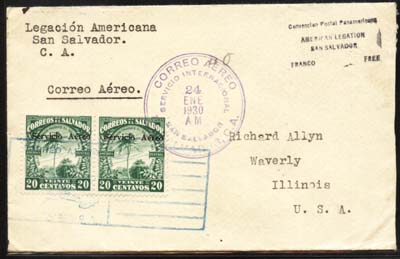 Legación Americana
San Salvador.
C. A.
Correo Aéreo.
Convencion Postal Panamericana
AMERICAN LEGATION
SAN SALVADOR
FRANCO FREE
CORREO AEREO
SERVICIO INTERNACIONAL
24
ENE
1930
AM
SAN SALVADOR
CORREOS DE EL SALVADOR
Servicio Aéreo
20 VEINTE CENTAVOS 20
CORREOS DE EL SALVADOR
Servicio Aéreo
20 VEINTE CENTAVOS 20
Richard Allyn
Waverly
Illinois
U. S. A.